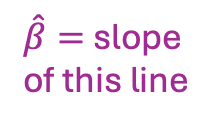 β̂ = slope
of this line